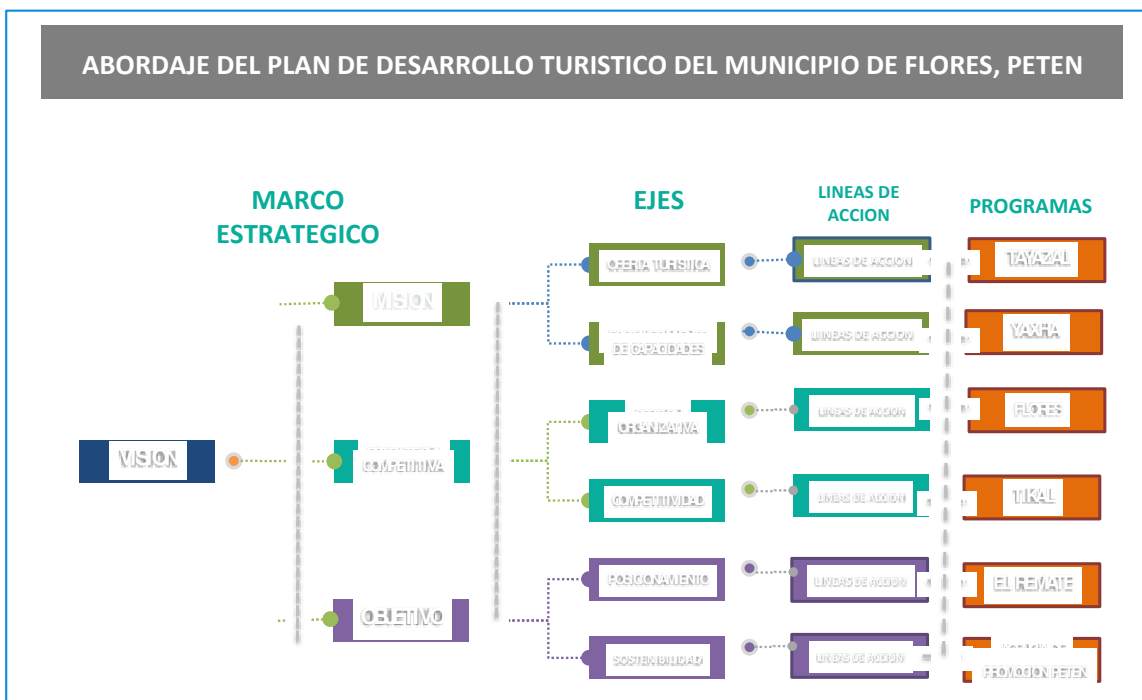 ABORDAJE DEL PLAN DE DESARROLLO TURISTICO DEL MUNICIPIO DE FLORES, PETEN
MARCO
ESTRATEGICO
EJES
LINEAS DE
ACCION
PROGRAMAS
VISION
MISION
COMPETITIVA
OBJETIVO
OFERTA TURISTICA
DE CAPACIDADES
ORGANIZATIVA
COMPETITIVIDAD
POSICIONAMIENTO
SOSTENIBILIDAD
LINEAS DE ACCION
LINEAS DE ACCION
LINEAS DE ACCION
LINEAS DE ACCION
LINEAS DE ACCION
LINEAS DE ACCION
TAYAZAL
YAXHA
FLORES
TIKAL
EL REMATE
PROMOCION PETEN